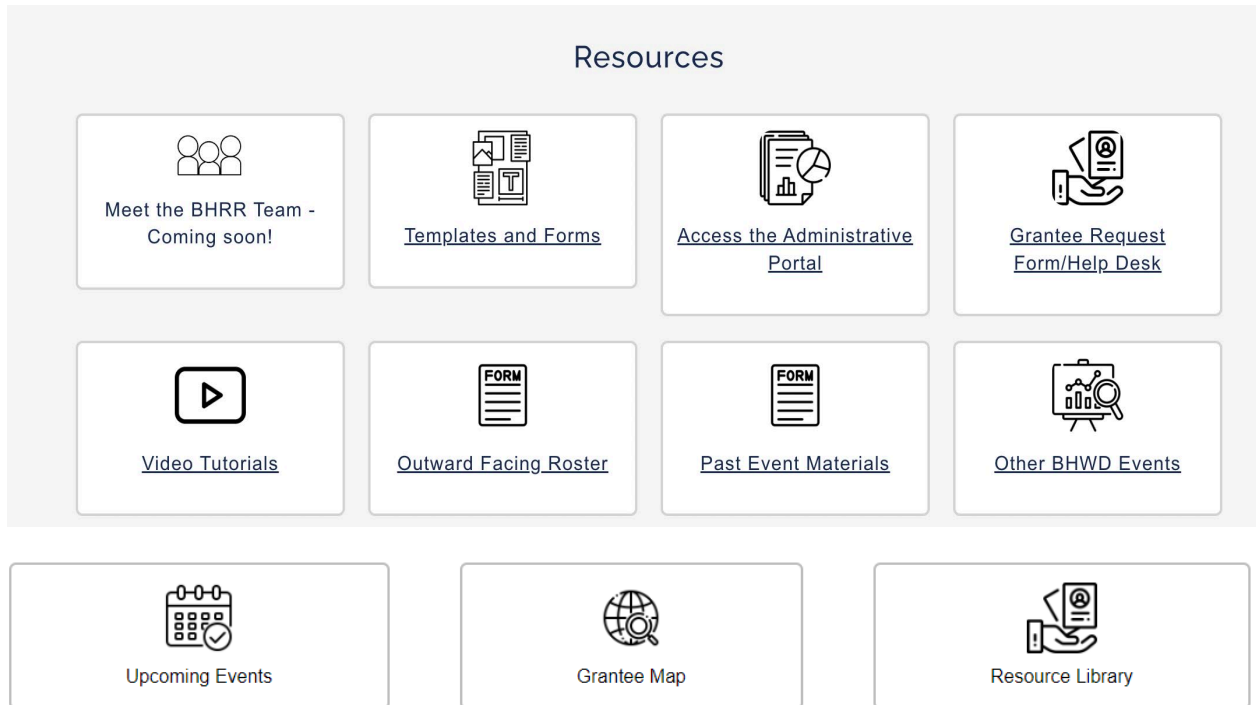 Resources
Meet the BHRR Team -
Coming soon!
Templates and Forms
Access the Administrative
Portal
Grantee Request
Form/Help Desk
T
FORM
FORM
Video Tutorials
Outward Facing Roster
Past Event Materials
Other BHWD Events
Upcoming Events
Grantee Map
Resource Library